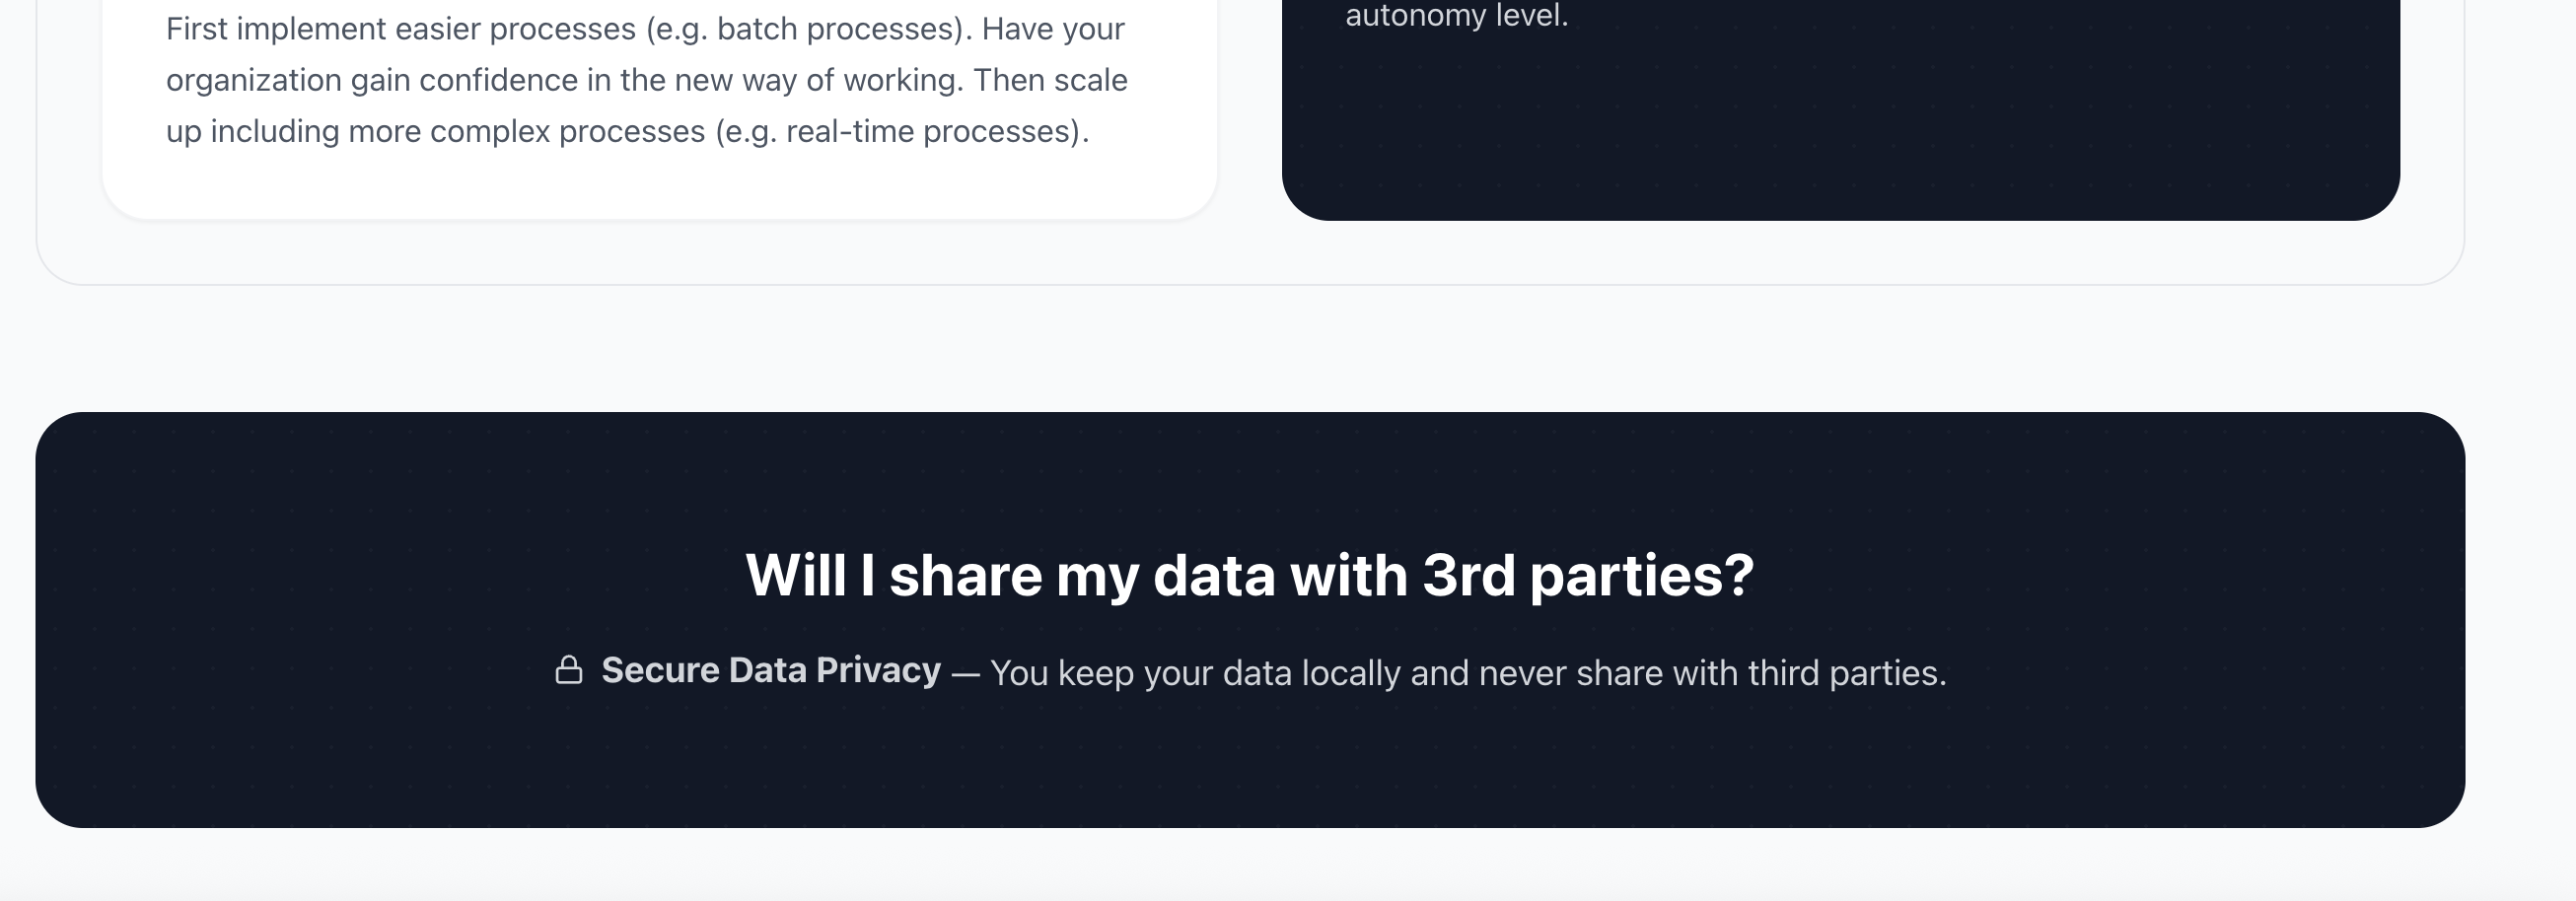 First implement easier processes (e.g. batch processes). Have your
organization gain confidence in the new way of working. Then scale
up including more complex processes (e.g. real-time processes).
autonomy level.
Will I share my data with 3rd parties?
Secure Data Privacy — You keep your data locally and never share with third parties.